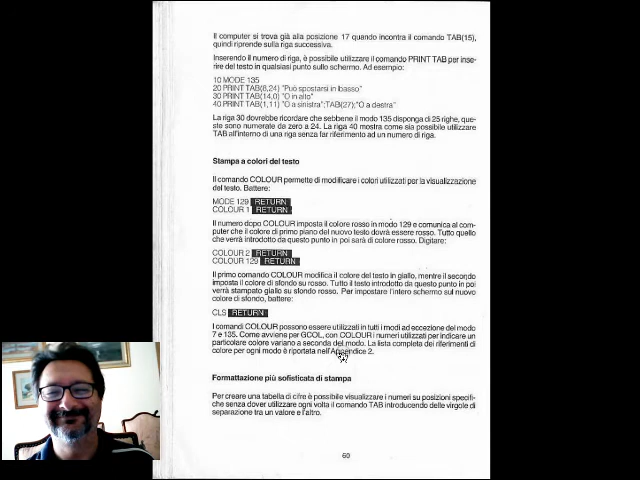 Il computer si trova già alla posizione 17 quando incontra il comando TAB(15),
quindi riprende sulla riga successiva.
Inserendo il numero di riga, è possibile utilizzare il comando PRINT TAB per inse-
rire del testo in qualsiasi punto sullo schermo. Ad esempio:
10 MODE 135
20 PRINT TAB(8,24) "Può spostarsi in basso"
30 PRINT TAB(14,0) "O in alto"
40 PRINT TAB(1,11) "O a sinistra";TAB(27);"O a destra"
La riga 30 dovrebbe ricordare che sebbene il modo 135 disponga di 25 righe, que-
ste sono numerate da zero a 24. La riga 40 mostra come sia possibile utilizzare
TAB all'interno di una riga senza far riferimento ad un numero di riga.
Stampa a colori del testo
Il comando COLOUR permette di modificare i colori utilizzati per la visualizzazione
del testo. Battere:
MODE 129 RETURN
COLOUR 1 RETURN
Il numero dopo COLOUR imposta il colore rosso in modo 129 e comunica al com-
puter che il colore di primo piano del nuovo testo dovrà essere rosso. Tutto quello
che verrà introdotto da questo punto in poi sarà di colore rosso. Digitare:
COLOUR 2 RETURN
COLOUR 129 RETURN
Il primo comando COLOUR modifica il colore del testo in giallo, mentre il secondo
imposta il colore di sfondo su rosso. Tutto il testo introdotto da questo punto in poi
verrà stampato giallo su sfondo rosso. Per impostare l'intero schermo sul nuovo
colore di sfondo, battere:
CLS RETURN
I comandi COLOUR possono essere utilizzati in tutti i modi ad eccezione del modo
7 e 135. Come avviene per GCOL, con COLOUR i numeri utilizzati per indicare un
particolare colore variano a seconda del modo. La lista completa dei riferimenti di
colore per ogni modo è riportata nell'Appendice 2.
Formattazione più sofisticata di stampa
Per creare una tabella di cifre è possibile visualizzare i numeri su posizioni specifi-
che senza dover utilizzare ogni volta il comando TAB introducendo delle virgole di
separazione tra un valore e l'altro.
60